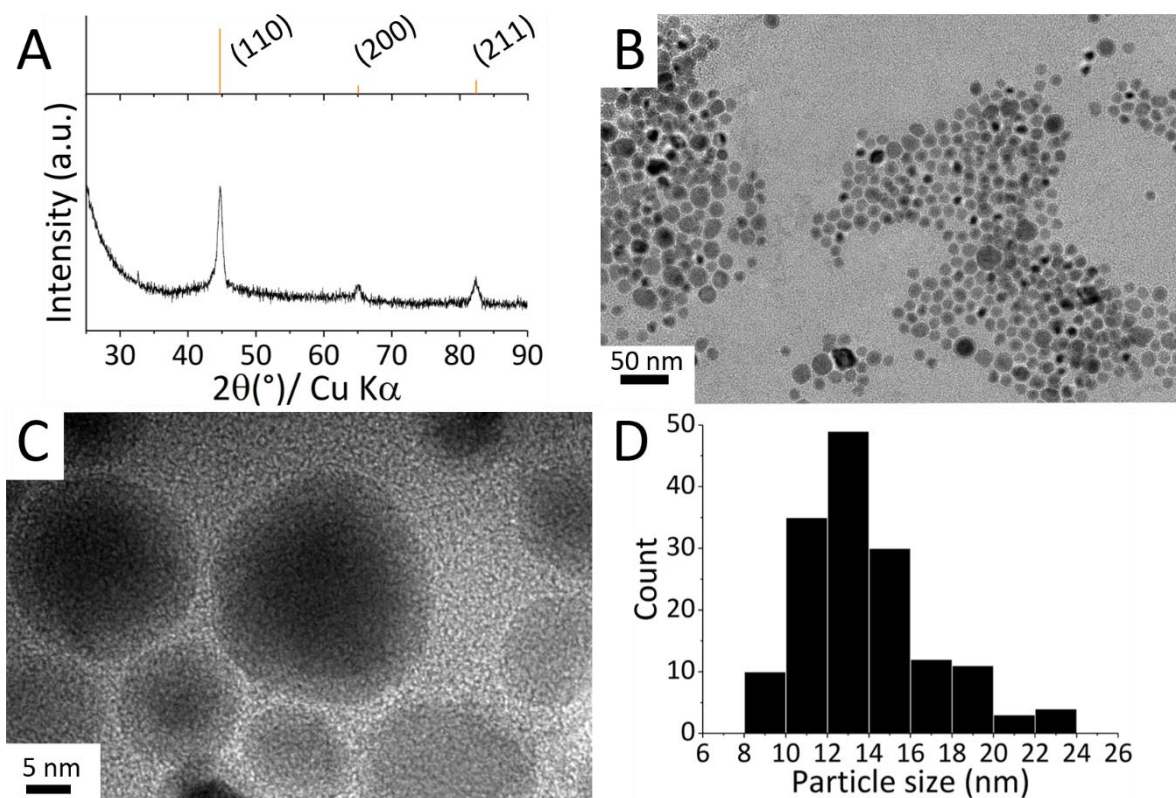 A
(110)
(200)
(211)
Intensity (a.u.)
30 40 50 60 70 80 90
2θ(°)/ Cu Kα
B
50 nm
C
5 nm
D
50
40
30
20
10
0
Count
6 8 10 12 14 16 18 20 22 24 26
Particle size (nm)